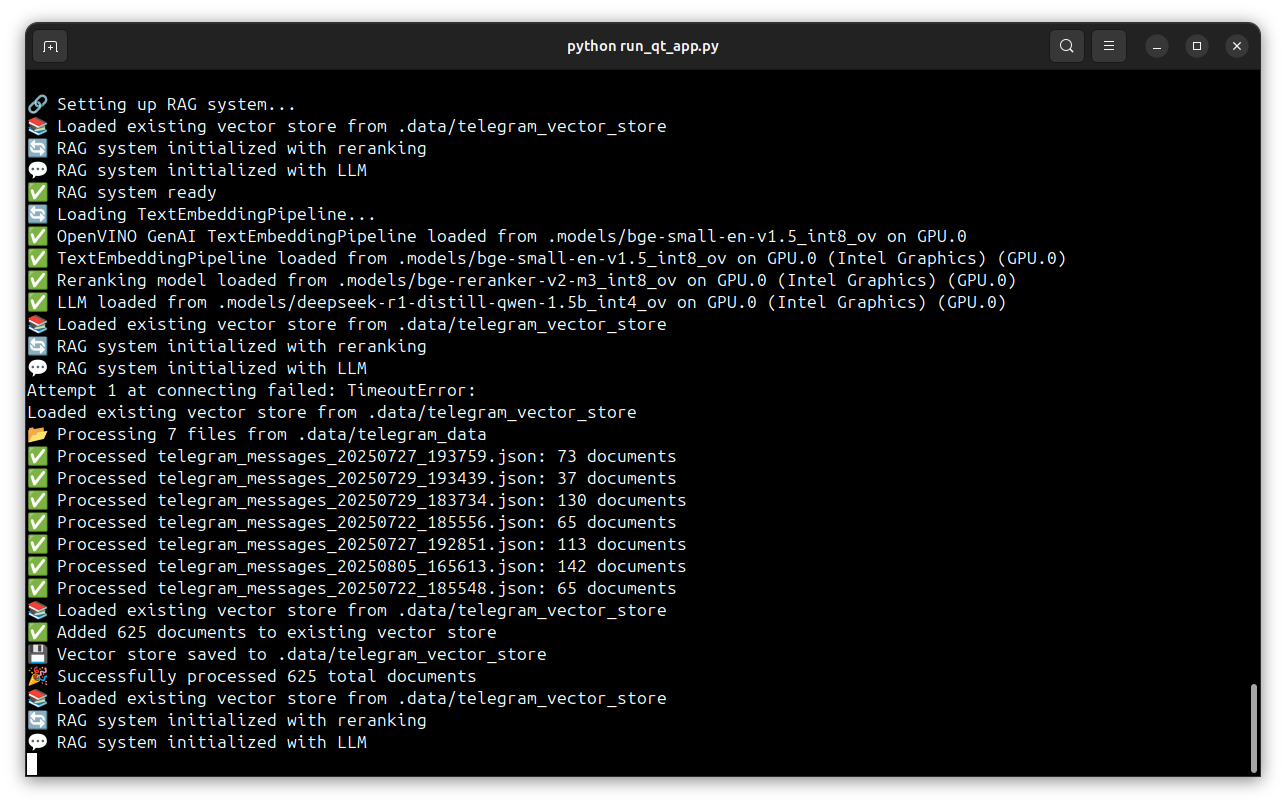 python run_qt_app.py
🔗 Setting up RAG system...
📚 Loaded existing vector store from .data/telegram_vector_store
🔄 RAG system initialized with reranking
💬 RAG system initialized with LLM
✅ RAG system ready
🔄 Loading TextEmbeddingPipeline...
✅ OpenVINO GenAI TextEmbeddingPipeline loaded from .models/bge-small-en-v1.5_int8_ov on GPU.0
✅ TextEmbeddingPipeline loaded from .models/bge-small-en-v1.5_int8_ov on GPU.0 (Intel Graphics) (GPU.0)
✅ Reranking model loaded from .models/bge-reranker-v2-m3_int8_ov on GPU.0 (Intel Graphics) (GPU.0)
✅ LLM loaded from .models/deepseek-r1-distill-qwen-1.5b_int4_ov on GPU.0 (Intel Graphics) (GPU.0)
📚 Loaded existing vector store from .data/telegram_vector_store
🔄 RAG system initialized with reranking
💬 RAG system initialized with LLM
Attempt 1 at connecting failed: TimeoutError:
Loaded existing vector store from .data/telegram_vector_store
📂 Processing 7 files from .data/telegram_data
✅ Processed telegram_messages_20250727_193759.json: 73 documents
✅ Processed telegram_messages_20250729_193439.json: 37 documents
✅ Processed telegram_messages_20250729_183734.json: 130 documents
✅ Processed telegram_messages_20250722_185556.json: 65 documents
✅ Processed telegram_messages_20250727_192851.json: 113 documents
✅ Processed telegram_messages_20250805_165613.json: 142 documents
✅ Processed telegram_messages_20250722_185548.json: 65 documents
📚 Loaded existing vector store from .data/telegram_vector_store
✅ Added 625 documents to existing vector store
💾 Vector store saved to .data/telegram_vector_store
🎉 Successfully processed 625 total documents
📚 Loaded existing vector store from .data/telegram_vector_store
🔄 RAG system initialized with reranking
💬 RAG system initialized with LLM